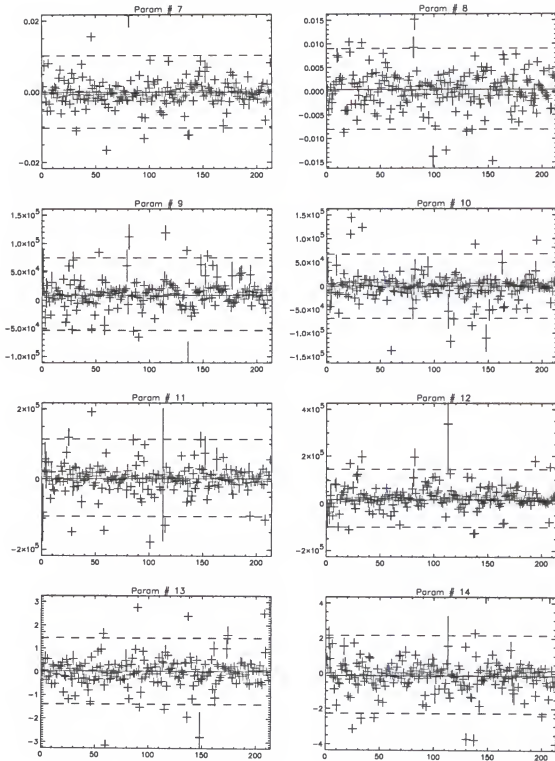 Param # 7
0.02
0.00
−0.02
0 50 100 150 200
Param # 8
0.015
0.010
0.005
0.000
−0.005
−0.010
−0.015
0 50 100 150 200
Param # 9
1.5×10⁵
1.0×10⁵
5.0×10⁴
0
−5.0×10⁴
−1.0×10⁵
0 50 100 150 200
Param # 10
1.5×10⁵
1.0×10⁵
5.0×10⁴
0
−5.0×10⁴
−1.0×10⁵
−1.5×10⁵
0 50 100 150 200
Param # 11
2×10⁵
0
−2×10⁵
0 50 100 150 200
Param # 12
4×10⁵
2×10⁵
0
−2×10⁵
0 50 100 150 200
Param # 13
3
2
1
0
−1
−2
−3
0 50 100 150 200
Param # 14
4
2
0
−2
−4
0 50 100 150 200